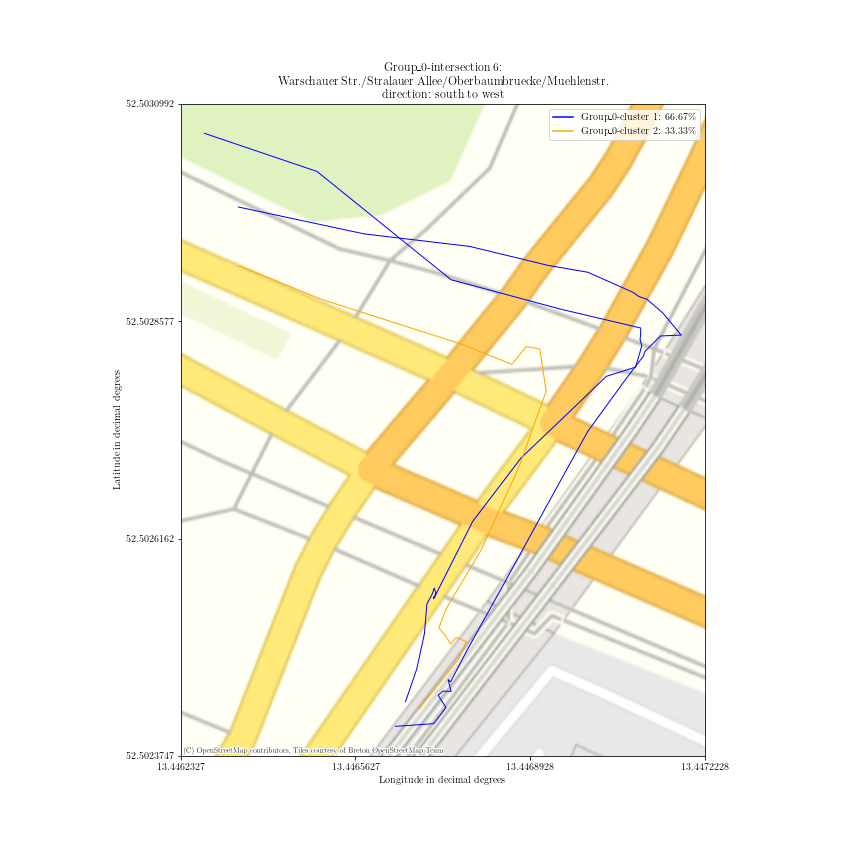 Group_0-intersection 6:
Warschauer Str./Stralauer Allee/Oberbaumbruecke/Muehlenstr.
direction: south to west
52.5030992
Group_0-cluster 1: 66.67%
Group_0-cluster 2: 33.33%
52.5028577
Latitude in decimal degrees
52.5026162
52.5023747
(C) OpenStreetMap contributors, Tiles courtesy of Breton OpenStreetMap Team
13.4462327
13.4465627
13.4468928
13.4472228
Longitude in decimal degrees